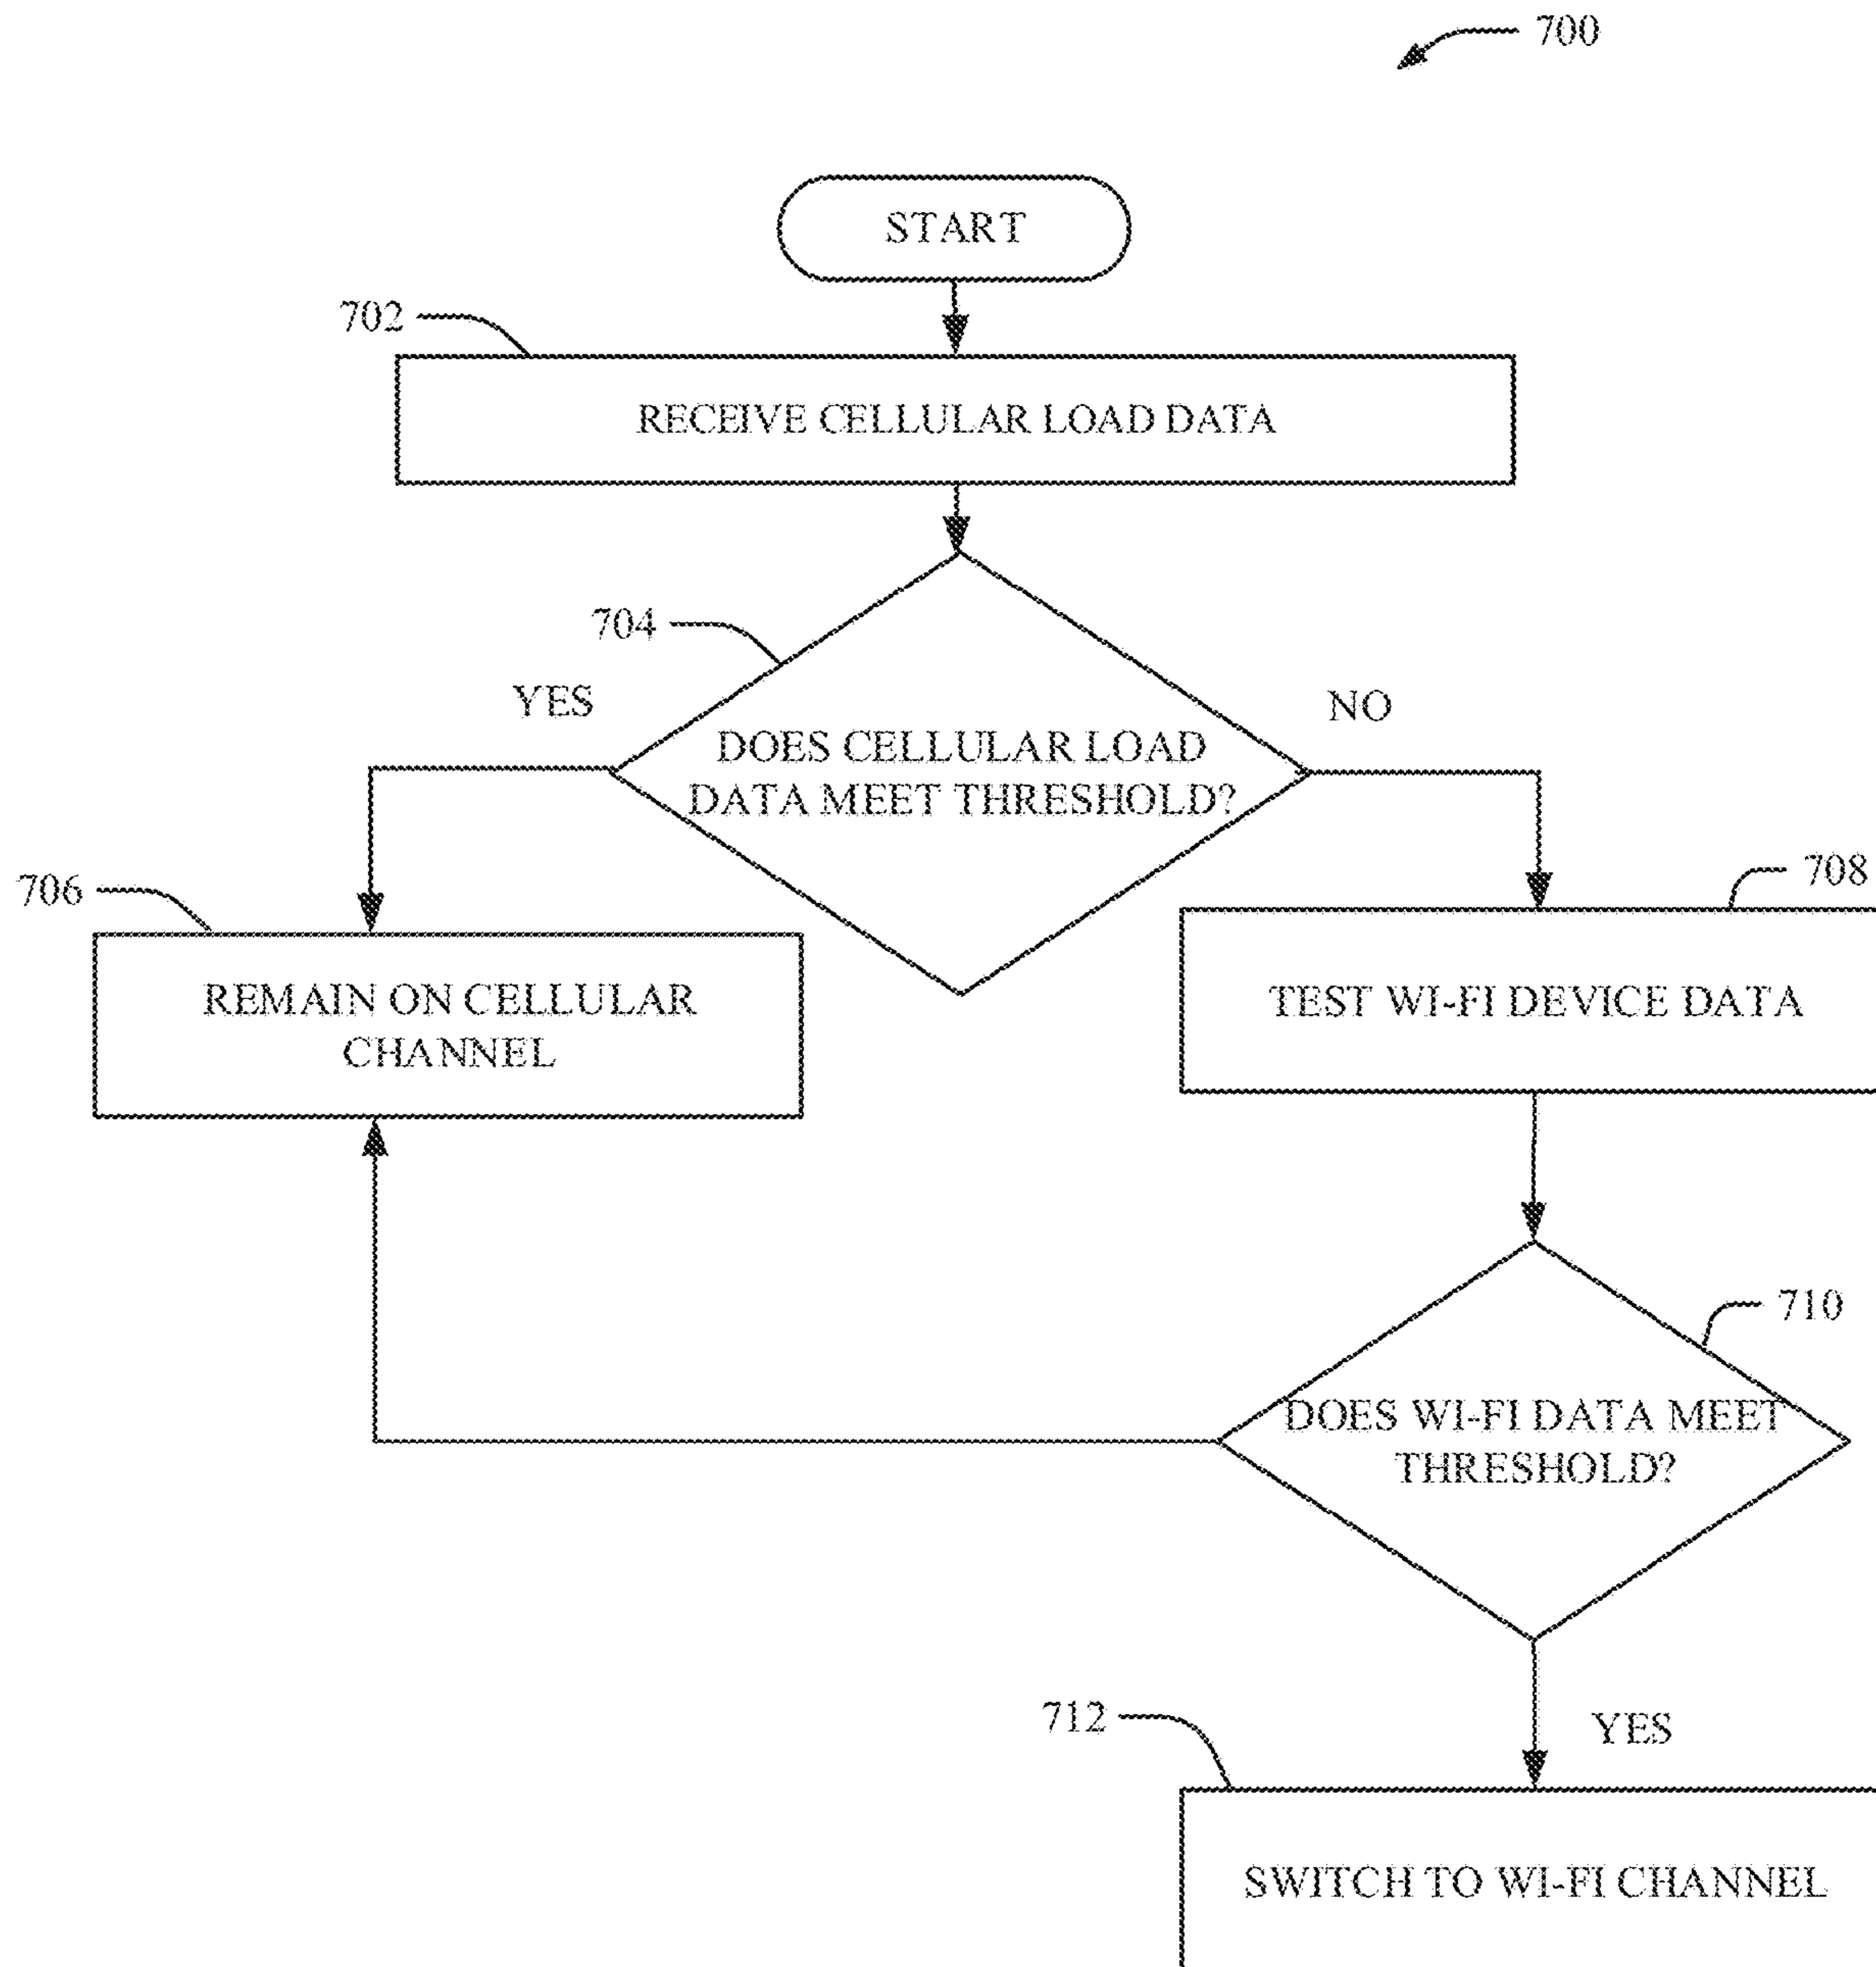 700
START
702
RECEIVE CELLULAR LOAD DATA
704
YES
NO
DOES CELLULAR LOAD
DATA MEET THRESHOLD?
706
708
REMAIN ON CELLULAR
CHANNEL
TEST WI-FI DEVICE DATA
710
DOES WI-FI DATA MEET
THRESHOLD?
712
YES
SWITCH TO WI-FI CHANNEL